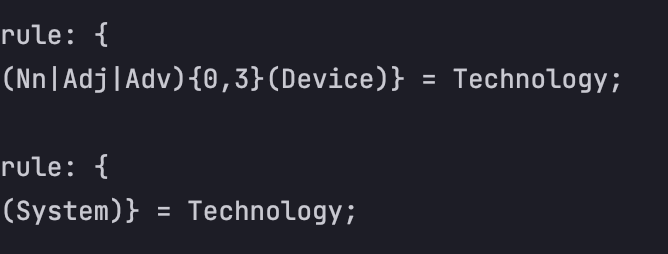 rule: {
(Nn|Adj|Adv){0,3}(Device)} = Technology;
rule: {
(System)} = Technology;